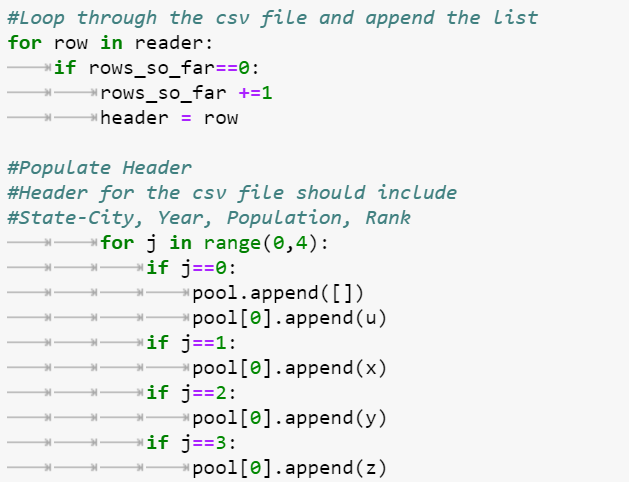 #Loop through the csv file and append the list
for row in reader:
if rows_so_far==0:
rows_so_far +=1
header = row
#Populate Header
#Header for the csv file should include
#State-City, Year, Population, Rank
for j in range(0,4):
if j==0:
pool.append([])
pool[0].append(u)
if j==1:
pool[0].append(x)
if j==2:
pool[0].append(y)
if j==3:
pool[0].append(z)